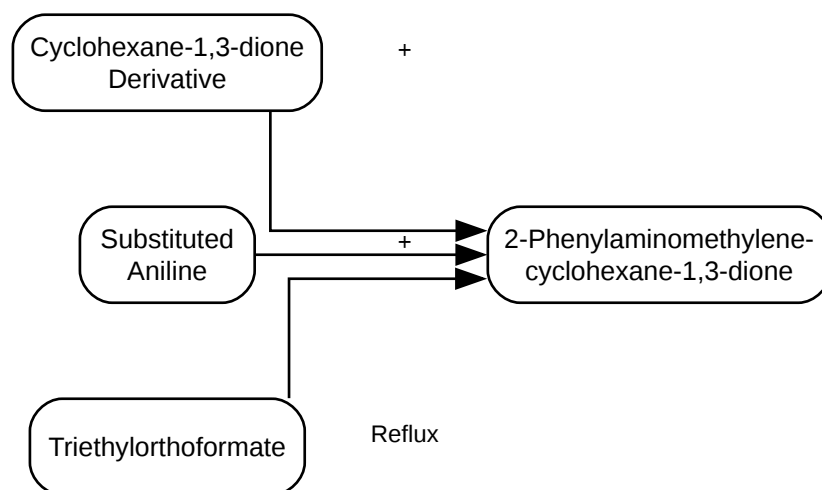 Cyclohexane-1,3-dione
Derivative
+
Substituted
Aniline
+
2-Phenylaminomethylene-
cyclohexane-1,3-dione
Triethylorthoformate
Reflux